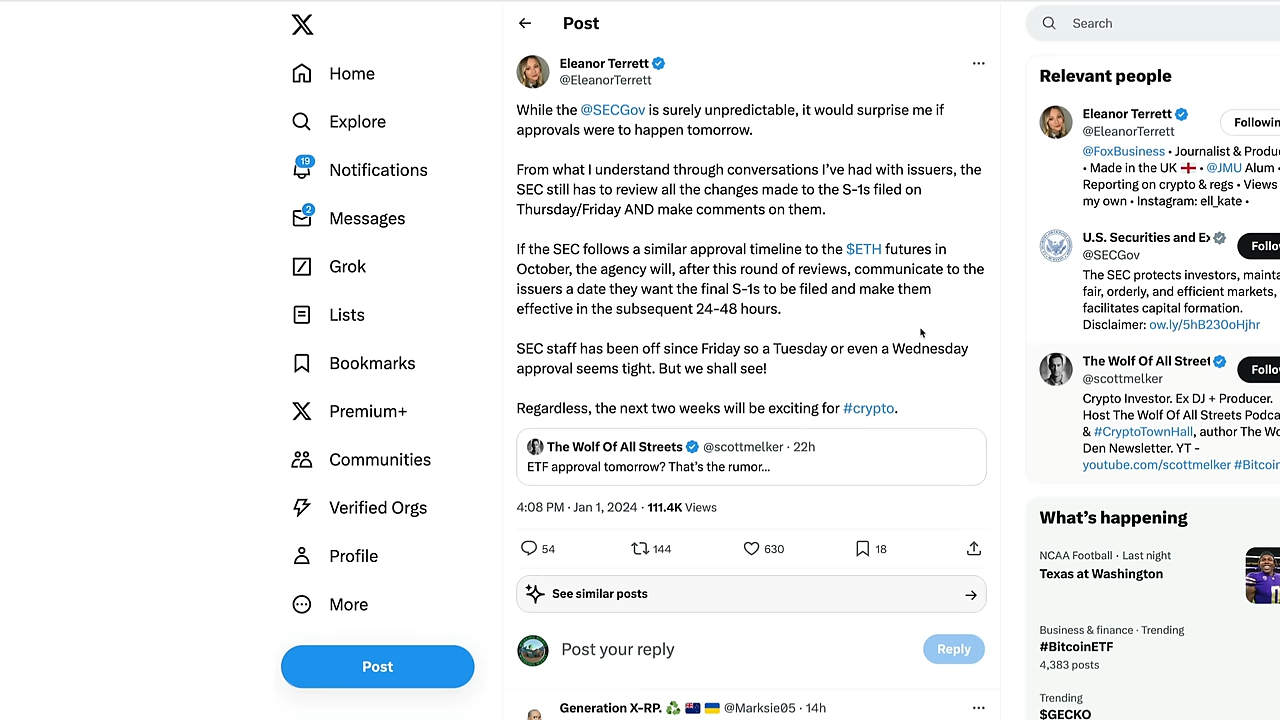 Home
Explore
19
Notifications
2
Messages
Grok
Lists
Bookmarks
Premium+
Communities
Verified Orgs
Profile
More
Post
Post
Eleanor Terrett
@EleanorTerrett
While the @SECGov is surely unpredictable, it would surprise me if
approvals were to happen tomorrow.
From what I understand through conversations I've had with issuers, the
SEC still has to review all the changes made to the S-1s filed on
Thursday/Friday AND make comments on them.
If the SEC follows a similar approval timeline to the $ETH futures in
October, the agency will, after this round of reviews, communicate to the
issuers a date they want the final S-1s to be filed and make them
effective in the subsequent 24-48 hours.
SEC staff has been off since Friday so a Tuesday or even a Wednesday
approval seems tight. But we shall see!
Regardless, the next two weeks will be exciting for #crypto.
The Wolf Of All Streets @scottmelker · 22h
ETF approval tomorrow? That's the rumor...
4:08 PM · Jan 1, 2024 · 111.4K Views
54 144 630 18
See similar posts
Post your reply
Reply
Generation X-RP. @Marksie05 · 14h
Search
Relevant people
Eleanor Terrett
@EleanorTerrett
Followin
@FoxBusiness • Journalist & Produ
• Made in the UK • @JMU Alum •
Reporting on crypto & regs • Views
my own • Instagram: ell_kate •
U.S. Securities and Ex
@SECGov
Follo
The SEC protects investors, mainta
fair, orderly, and efficient markets,
facilitates capital formation.
Disclaimer: ow.ly/5hB230oHjhr
The Wolf Of All Street
@scottmelker
Follo
Crypto Investor. Ex DJ + Producer.
Host The Wolf Of All Streets Podca
& #CryptoTownHall, author The Wo
Den Newsletter. YT -
youtube.com/scottmelker #Bitcoin
What's happening
NCAA Football · Last night
Texas at Washington
Business & finance · Trending
#BitcoinETF
4,383 posts
Trending
$GECKO